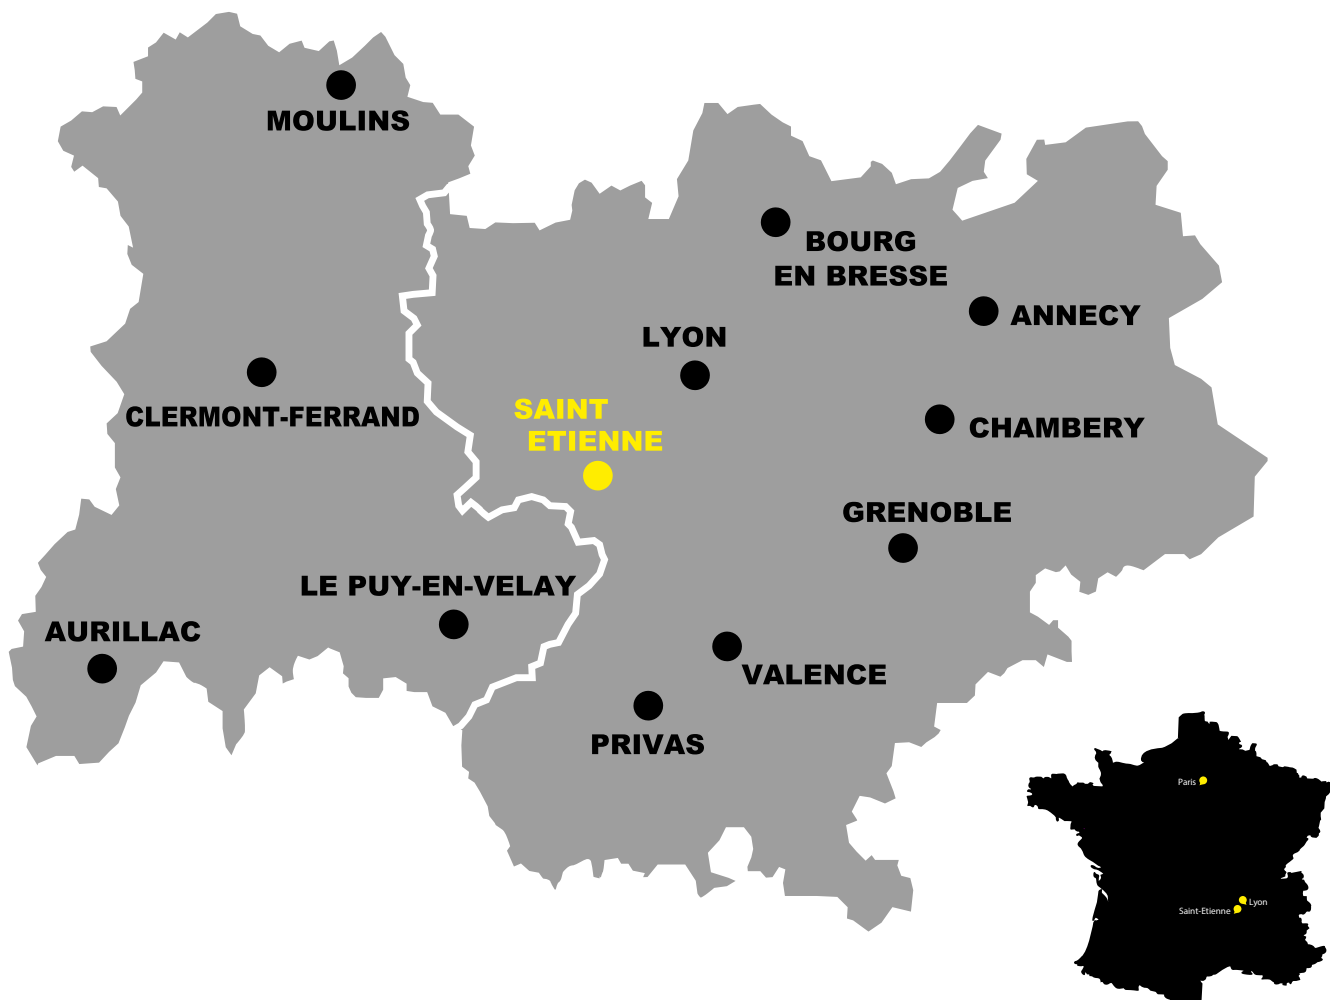 MOULINS
BOURG
EN BRESSE
ANNECY
LYON
CLERMONT-FERRAND
SAINT
ETIENNE
CHAMBERY
GRENOBLE
LE PUY-EN-VELAY
AURILLAC
VALENCE
PRIVAS
Paris
Lyon
Saint-Etienne